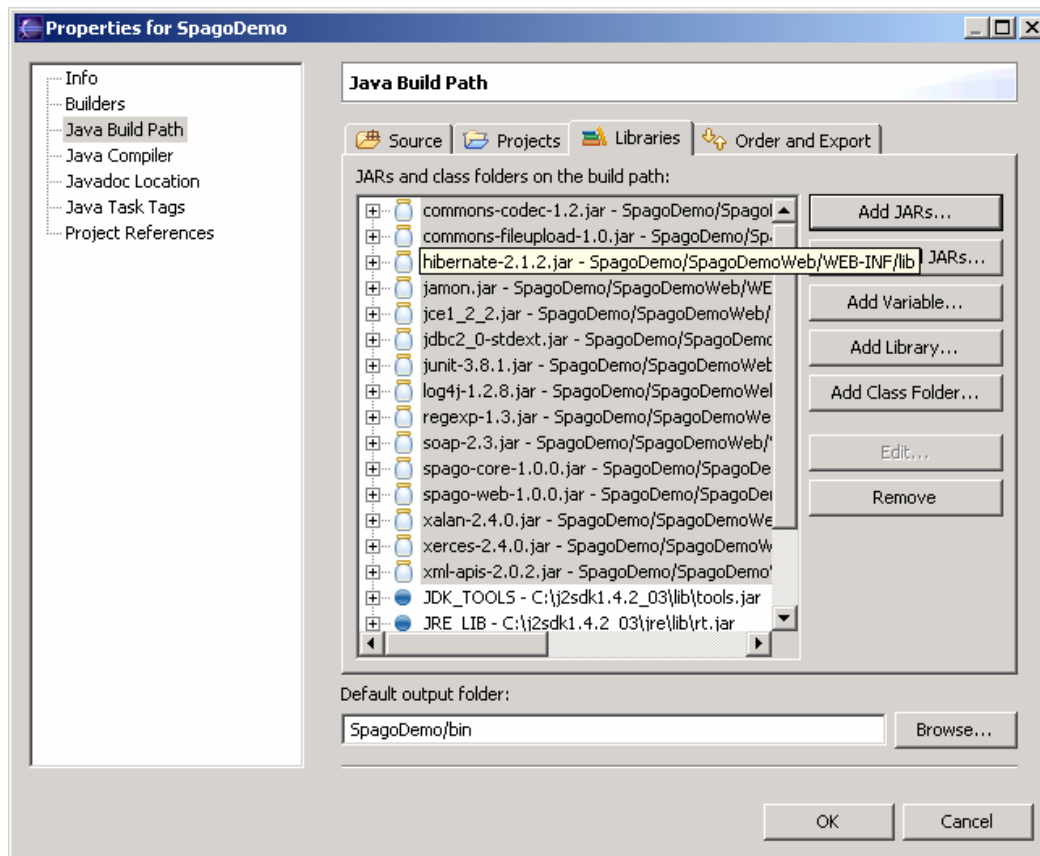 Properties for SpagoDemo
Info
Builders
Java Build Path
Java Compiler
Javadoc Location
Java Task Tags
Project References
Java Build Path
Source
Projects
Libraries
Order and Export
JARs and class folders on the build path:
commons-codec-1.2.jar - SpagoDemo/Spago
commons-fileupload-1.0.jar - SpagoDemo/Sp
hibernate-2.1.2.jar - SpagoDemo/SpagoDemoWeb/WEB-INF/lib
jamon.jar - SpagoDemo/SpagoDemoWeb/WE
jce1_2_2.jar - SpagoDemo/SpagoDemoWeb/
jdbc2_0-stdext.jar - SpagoDemo/SpagoDemo
junit-3.8.1.jar - SpagoDemo/SpagoDemoWeb
log4j-1.2.8.jar - SpagoDemo/SpagoDemoWe
regexp-1.3.jar - SpagoDemo/SpagoDemoWe
soap-2.3.jar - SpagoDemo/SpagoDemoWeb/
spago-core-1.0.0.jar - SpagoDemo/SpagoDe
spago-web-1.0.0.jar - SpagoDemo/SpagoDe
xalan-2.4.0.jar - SpagoDemo/SpagoDemoWe
xerces-2.4.0.jar - SpagoDemo/SpagoDemoW
xml-apis-2.0.2.jar - SpagoDemo/SpagoDemo
JDK_TOOLS - C:\j2sdk1.4.2_03\lib\tools.jar
JRE_LIB - C:\j2sdk1.4.2_03\jre\lib\rt.jar
Add JARs...
JARs...
Add Variable...
Add Library...
Add Class Folder...
Edit...
Remove
Default output folder:
SpagoDemo/bin
Browse...
OK
Cancel